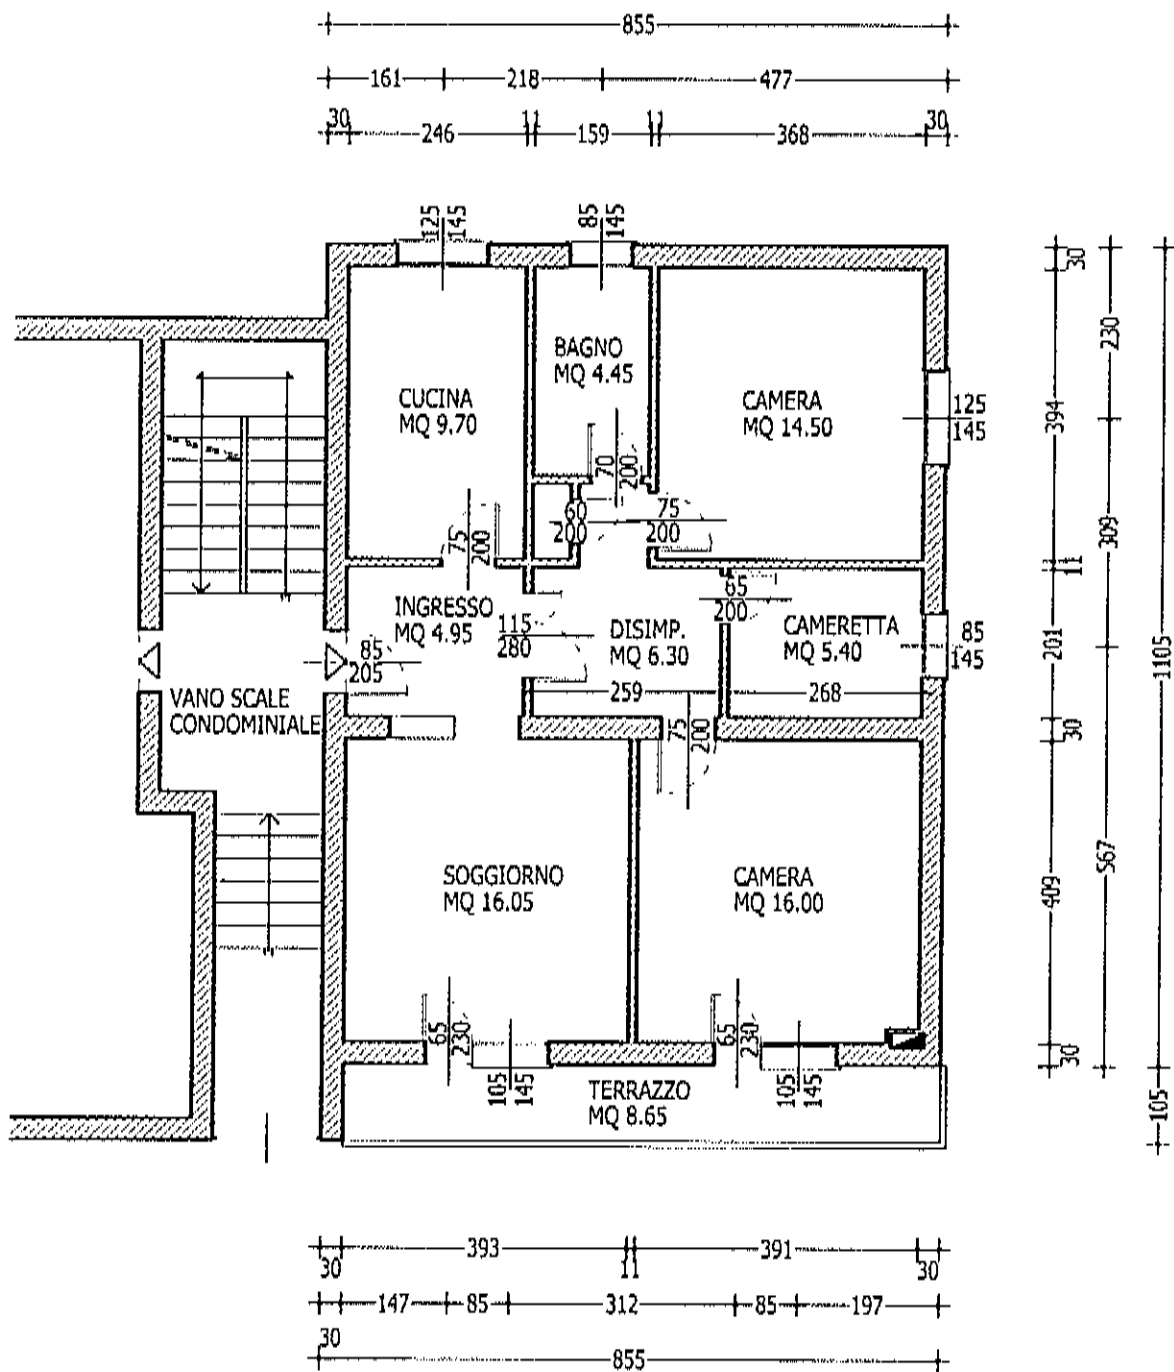 855
161 218 477
30 246 11 159 11 368 30
125
145
85
145
30
230
BAGNO
MQ 4.45
CUCINA
MQ 9.70
CAMERA
MQ 14.50
125
145
394
309
70
200
60
200
75
200
75
200
11
65
200
INGRESSO
MQ 4.95
115
280
DISIMP.
MQ 6.30
CAMERETTA
MQ 5.40
85
145
201
1105
85
205
VANO SCALE
CONDOMINIALE
259
268
75
200
30
SOGGIORNO
MQ 16.05
CAMERA
MQ 16.00
409
567
65
230
65
230
105
145
105
145
30
TERRAZZO
MQ 8.65
105
30 393 11 391 30
147 85 312 85 197
30
855